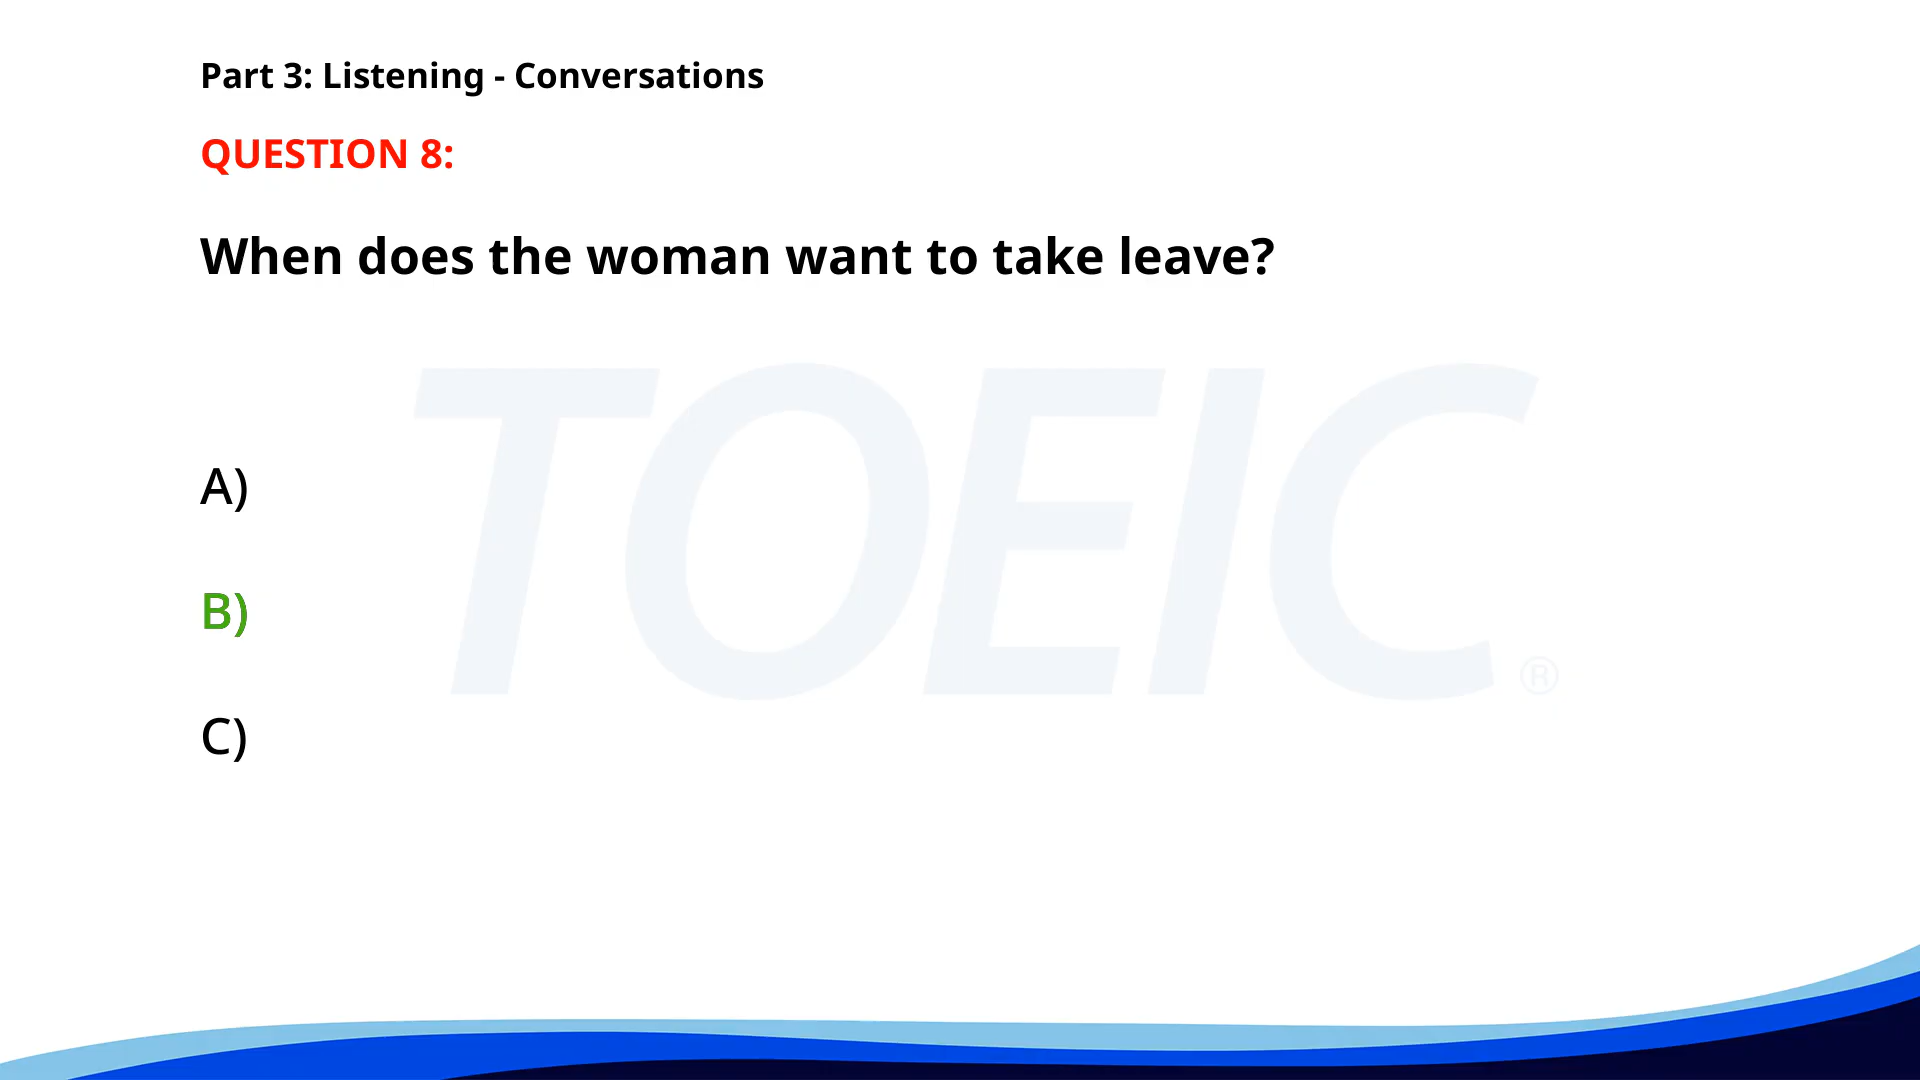 Part 3: Listening - Conversations
QUESTION 8:
When does the woman want to take leave?
TOEIC ®
A)
B)
C)